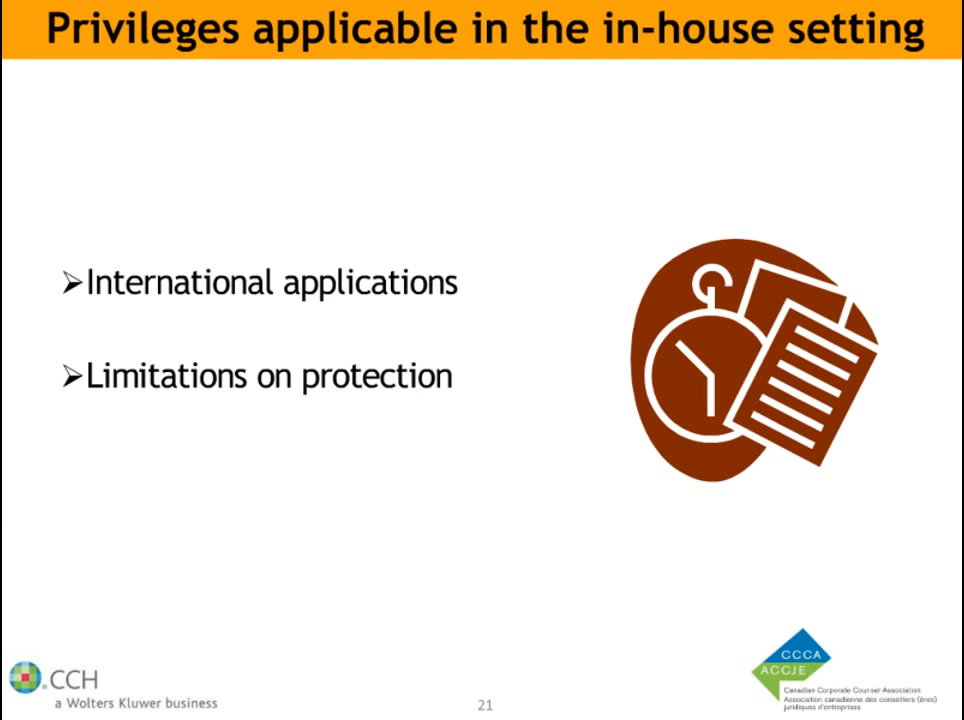 Privileges applicable in the in-house setting
➢International applications
➢Limitations on protection
CCH
a Wolters Kluwer business
21
CCCA
ACCJE
Canadian Corporate Counsel Association
Association canadienne des conseillers (ères)
juridiques d'entreprises